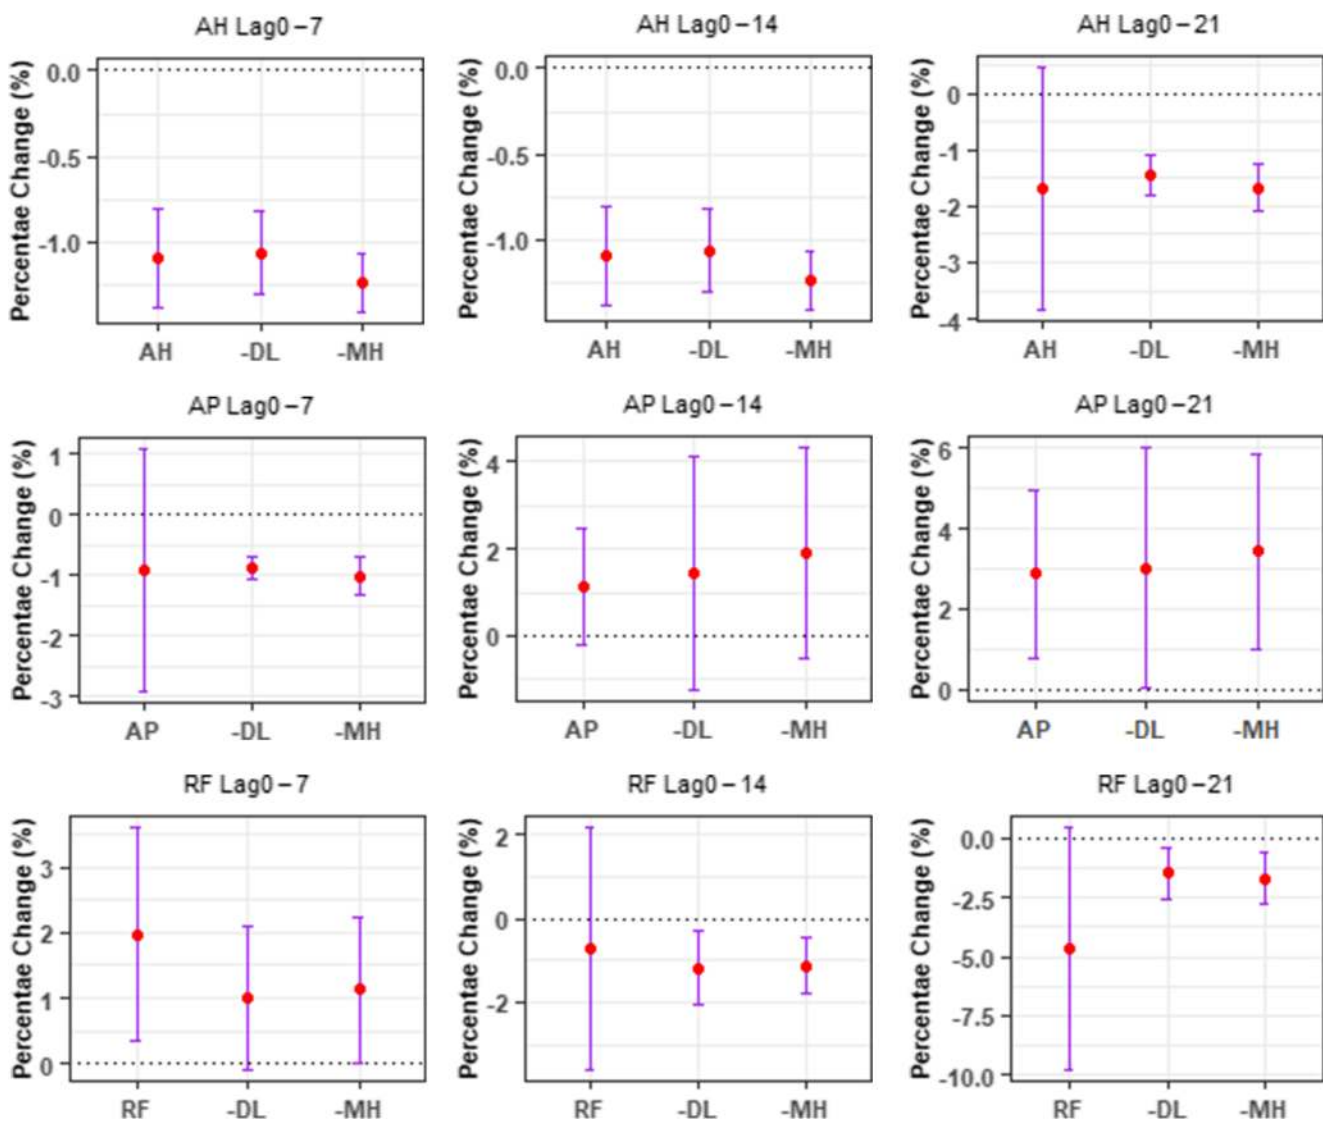 AH Lag0–7
Percentae Change (%)
0.0
-0.5
-1.0
AH
-DL
-MH
AH Lag0–14
Percentae Change (%)
0.0
-0.5
-1.0
AH
-DL
-MH
AH Lag0–21
Percentae Change (%)
0
-1
-2
-3
-4
AH
-DL
-MH
AP Lag0–7
Percentae Change (%)
1
0
-1
-2
-3
AP
-DL
-MH
AP Lag0–14
Percentae Change (%)
4
2
0
AP
-DL
-MH
AP Lag0–21
Percentae Change (%)
6
4
2
0
AP
-DL
-MH
RF Lag0–7
Percentae Change (%)
3
2
1
0
RF
-DL
-MH
RF Lag0–14
Percentae Change (%)
2
0
-2
RF
-DL
-MH
RF Lag0–21
Percentae Change (%)
0.0
-2.5
-5.0
-7.5
-10.0
RF
-DL
-MH